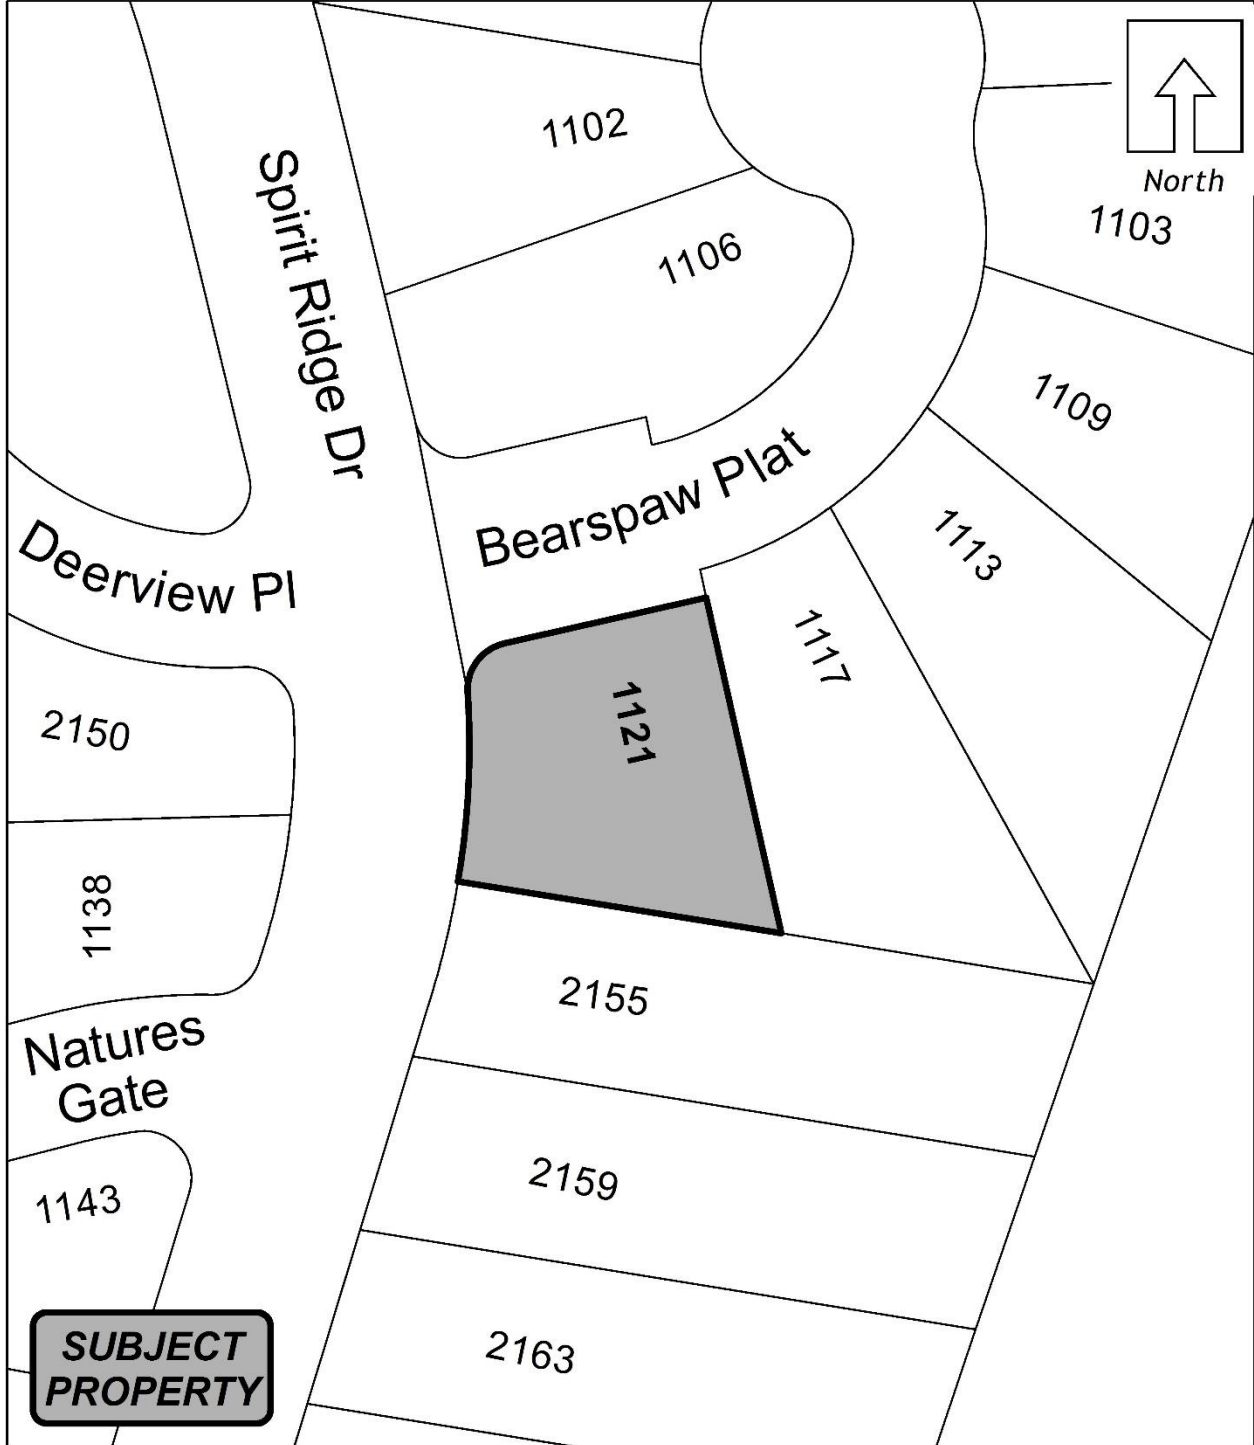 North
1102
1103
Spirit Ridge Dr
1106
1109
Bearspaw Plat
1113
Deerview Pl
1117
1121
2150
1138
2155
Natures
Gate
2159
1143
SUBJECT
PROPERTY
2163